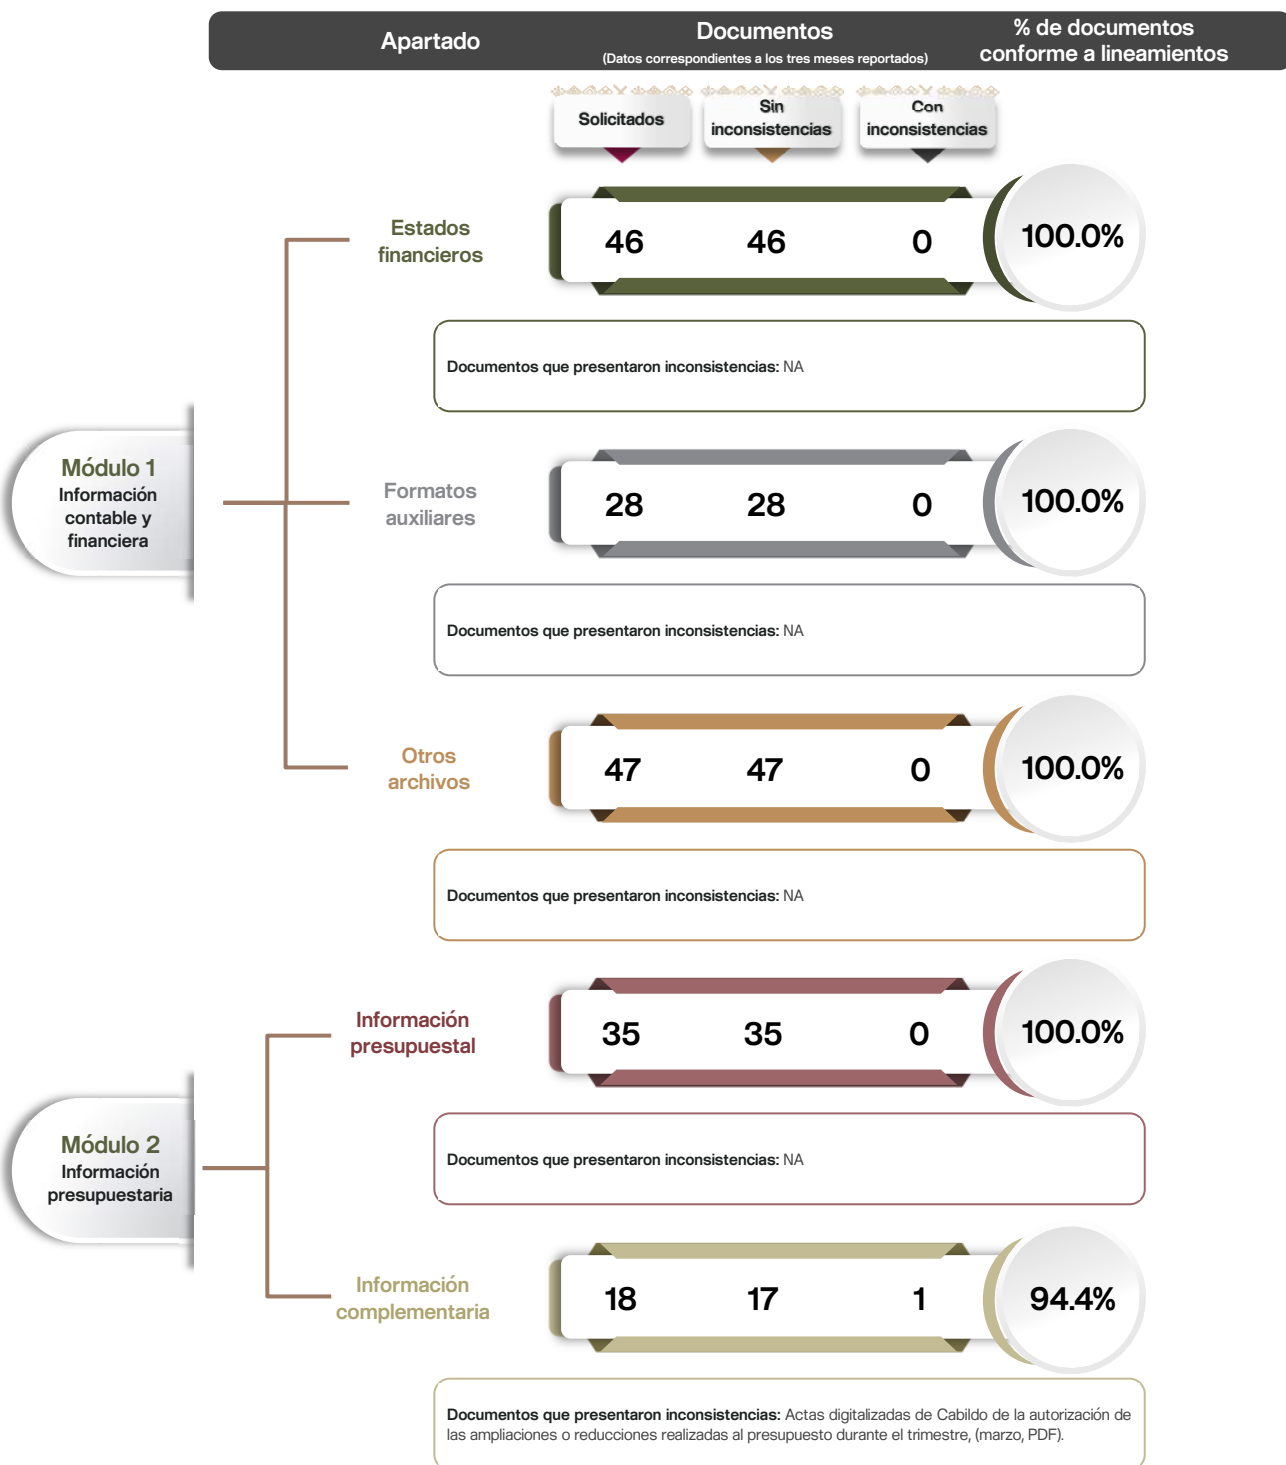 Apartado
Documentos
(Datos correspondientes a los tres meses reportados)
% de documentos
conforme a lineamientos
Solicitados
Sin
inconsistencias
Con
inconsistencias
Módulo 1
Información
contable y
financiera
Estados
financieros
46 46 0 100.0%
Documentos que presentaron inconsistencias: NA
Formatos
auxiliares
28 28 0 100.0%
Documentos que presentaron inconsistencias: NA
Otros
archivos
47 47 0 100.0%
Documentos que presentaron inconsistencias: NA
Módulo 2
Información
presupuestaria
Información
presupuestal
35 35 0 100.0%
Documentos que presentaron inconsistencias: NA
Información
complementaria
18 17 1 94.4%
Documentos que presentaron inconsistencias: Actas digitalizadas de Cabildo de la autorización de
las ampliaciones o reducciones realizadas al presupuesto durante el trimestre, (marzo, PDF).